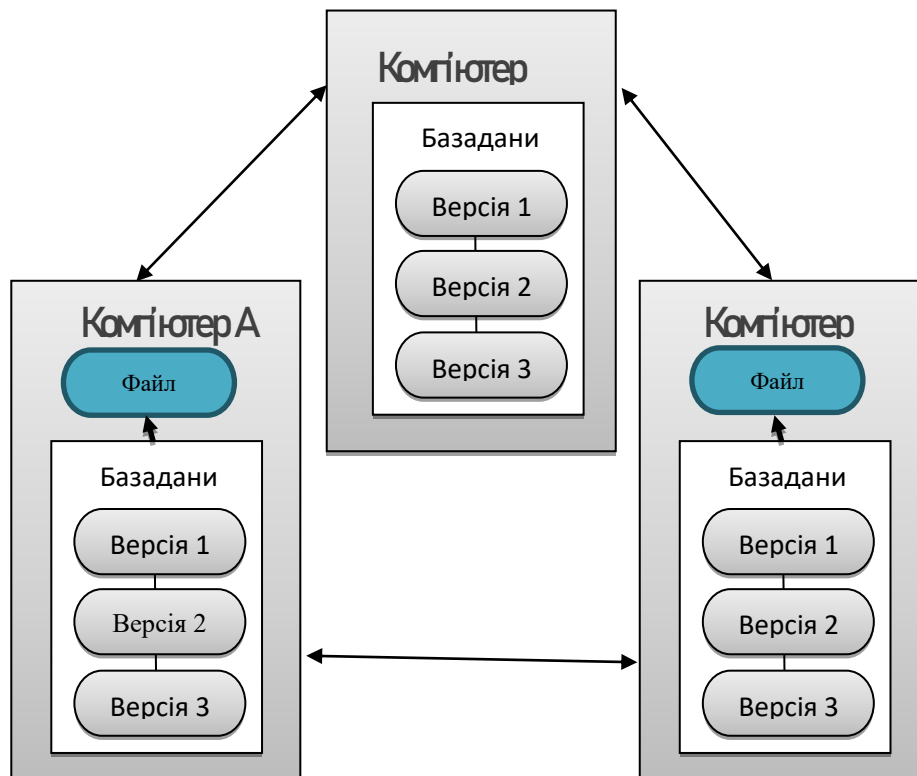 Комп'ютер
Базадани
Версія 1
Версія 2
Версія 3
Комп'ютер А
Файл
Базадани
Версія 1
Версія 2
Версія 3
Комп'ютер
Файл
Базадани
Версія 1
Версія 2
Версія 3